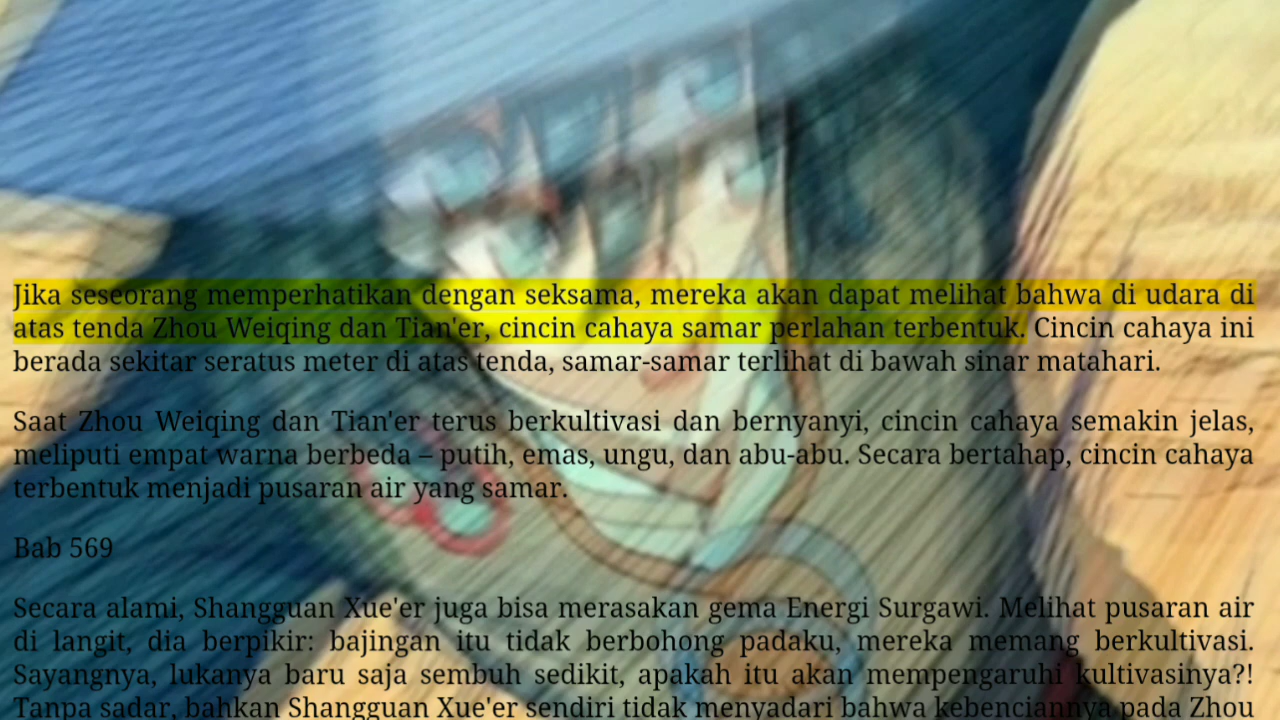 Jika seseorang memperhatikan dengan seksama, mereka akan dapat melihat bahwa di udara di
atas tenda Zhou Weiqing dan Tian'er, cincin cahaya samar perlahan terbentuk. Cincin cahaya ini
berada sekitar seratus meter di atas tenda, samar-samar terlihat di bawah sinar matahari.
Saat Zhou Weiqing dan Tian'er terus berkultivasi dan bernyanyi, cincin cahaya semakin jelas,
meliputi empat warna berbeda – putih, emas, ungu, dan abu-abu. Secara bertahap, cincin cahaya
terbentuk menjadi pusaran air yang samar.
Bab 569
Secara alami, Shangguan Xue'er juga bisa merasakan gema Energi Surgawi. Melihat pusaran air
di langit, dia berpikir: bajingan itu tidak berbohong padaku, mereka memang berkultivasi.
Sayangnya, lukanya baru saja sembuh sedikit, apakah itu akan mempengaruhi kultivasinya?!
Tanpa sadar, bahkan Shangguan Xue'er sendiri tidak menyadari bahwa kebenciannya pada Zhou